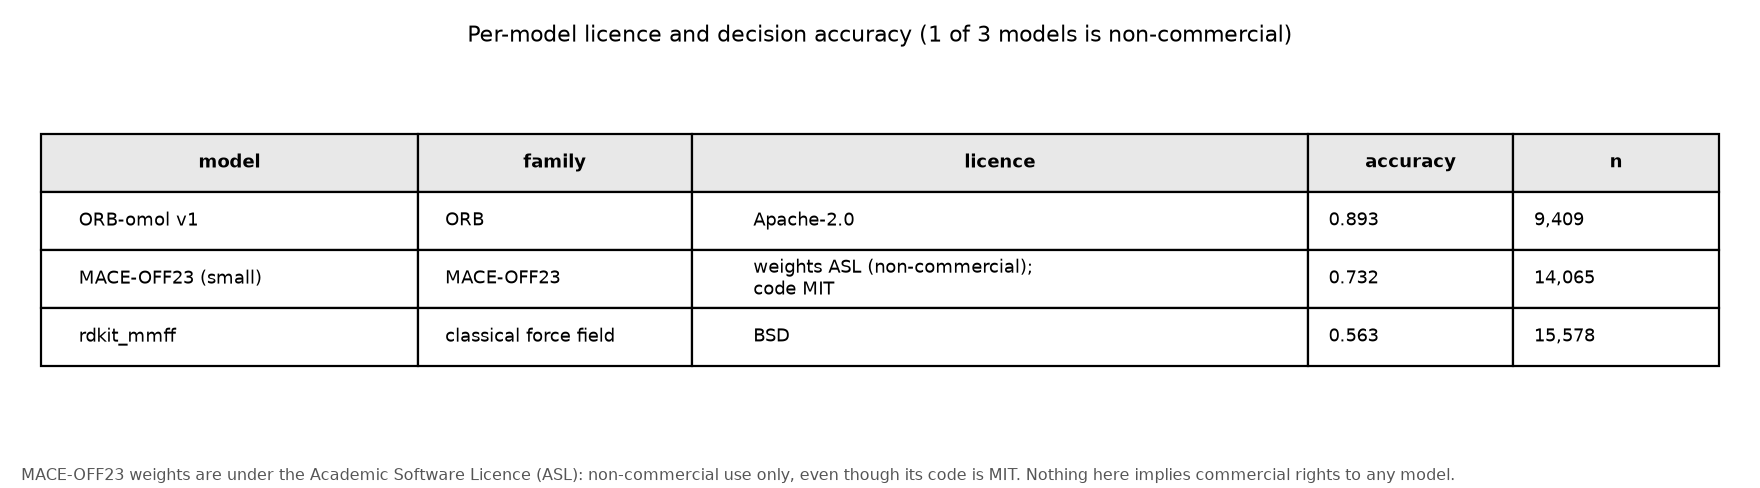 Per-model licence and decision accuracy (1 of 3 models is non-commercial)
model family licence accuracy n
ORB-omol v1 ORB Apache-2.0 0.893 9,409
MACE-OFF23 (small) MACE-OFF23 weights ASL (non-commercial);
code MIT 0.732 14,065
rdkit_mmff classical force field BSD 0.563 15,578
MACE-OFF23 weights are under the Academic Software Licence (ASL): non-commercial use only, even though its code is MIT. Nothing here implies commercial rights to any model.